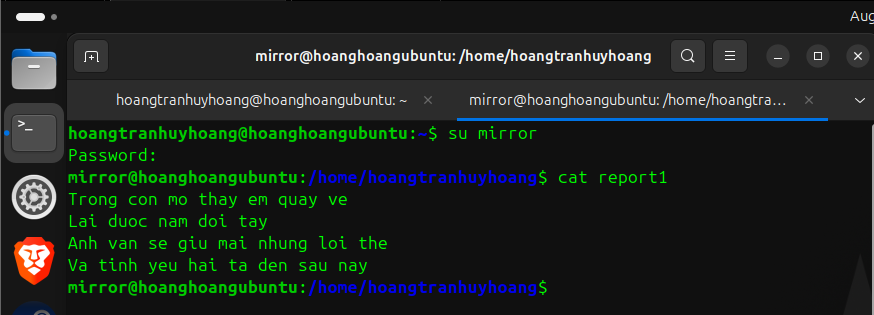 Aug
mirror@hoanghoangubuntu: /home/hoangtranhuyhoang
hoangtranhuyhoang@hoanghoangubuntu: ~
mirror@hoanghoangubuntu: /home/hoangtra…
hoangtranhuyhoang@hoanghoangubuntu:~$ su mirror
Password:
mirror@hoanghoangubuntu:/home/hoangtranhuyhoang$ cat report1
Trong con mo thay em quay ve
Lai duoc nam doi tay
Anh van se giu mai nhung loi the
Va tinh yeu hai ta den sau nay
mirror@hoanghoangubuntu:/home/hoangtranhuyhoang$